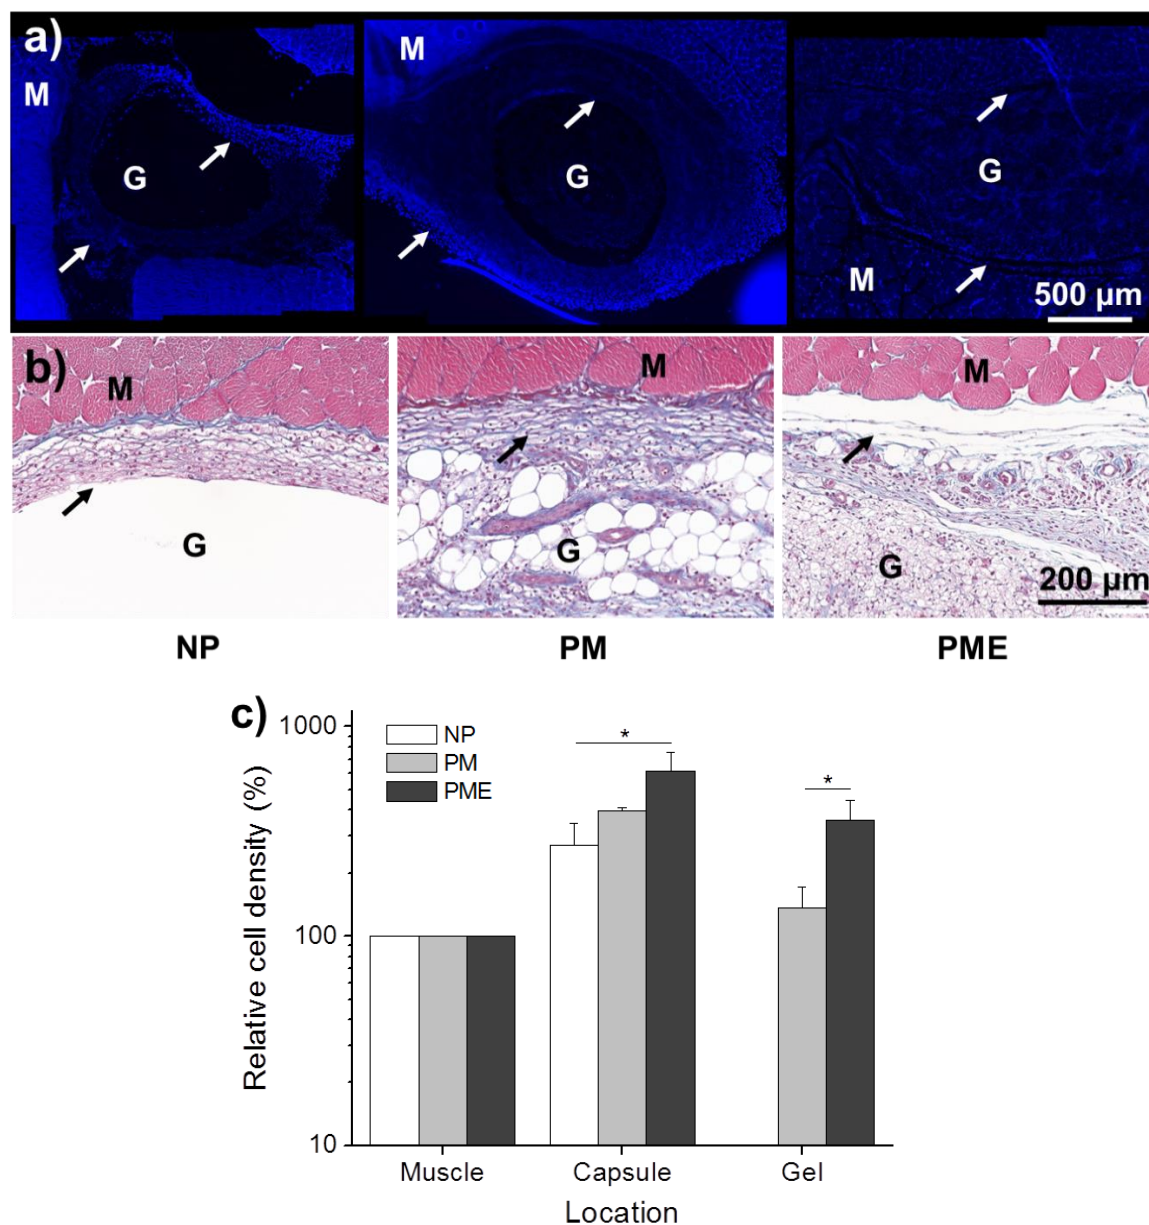 a)
M
G
M
G
G
M
500 µm
b)
M
G
M
G
M
G
200 µm
NP
PM
PME
c)
1000
100
10
Relative cell density (%)
NP
PM
PME
*
*
Muscle
Capsule
Gel
Location